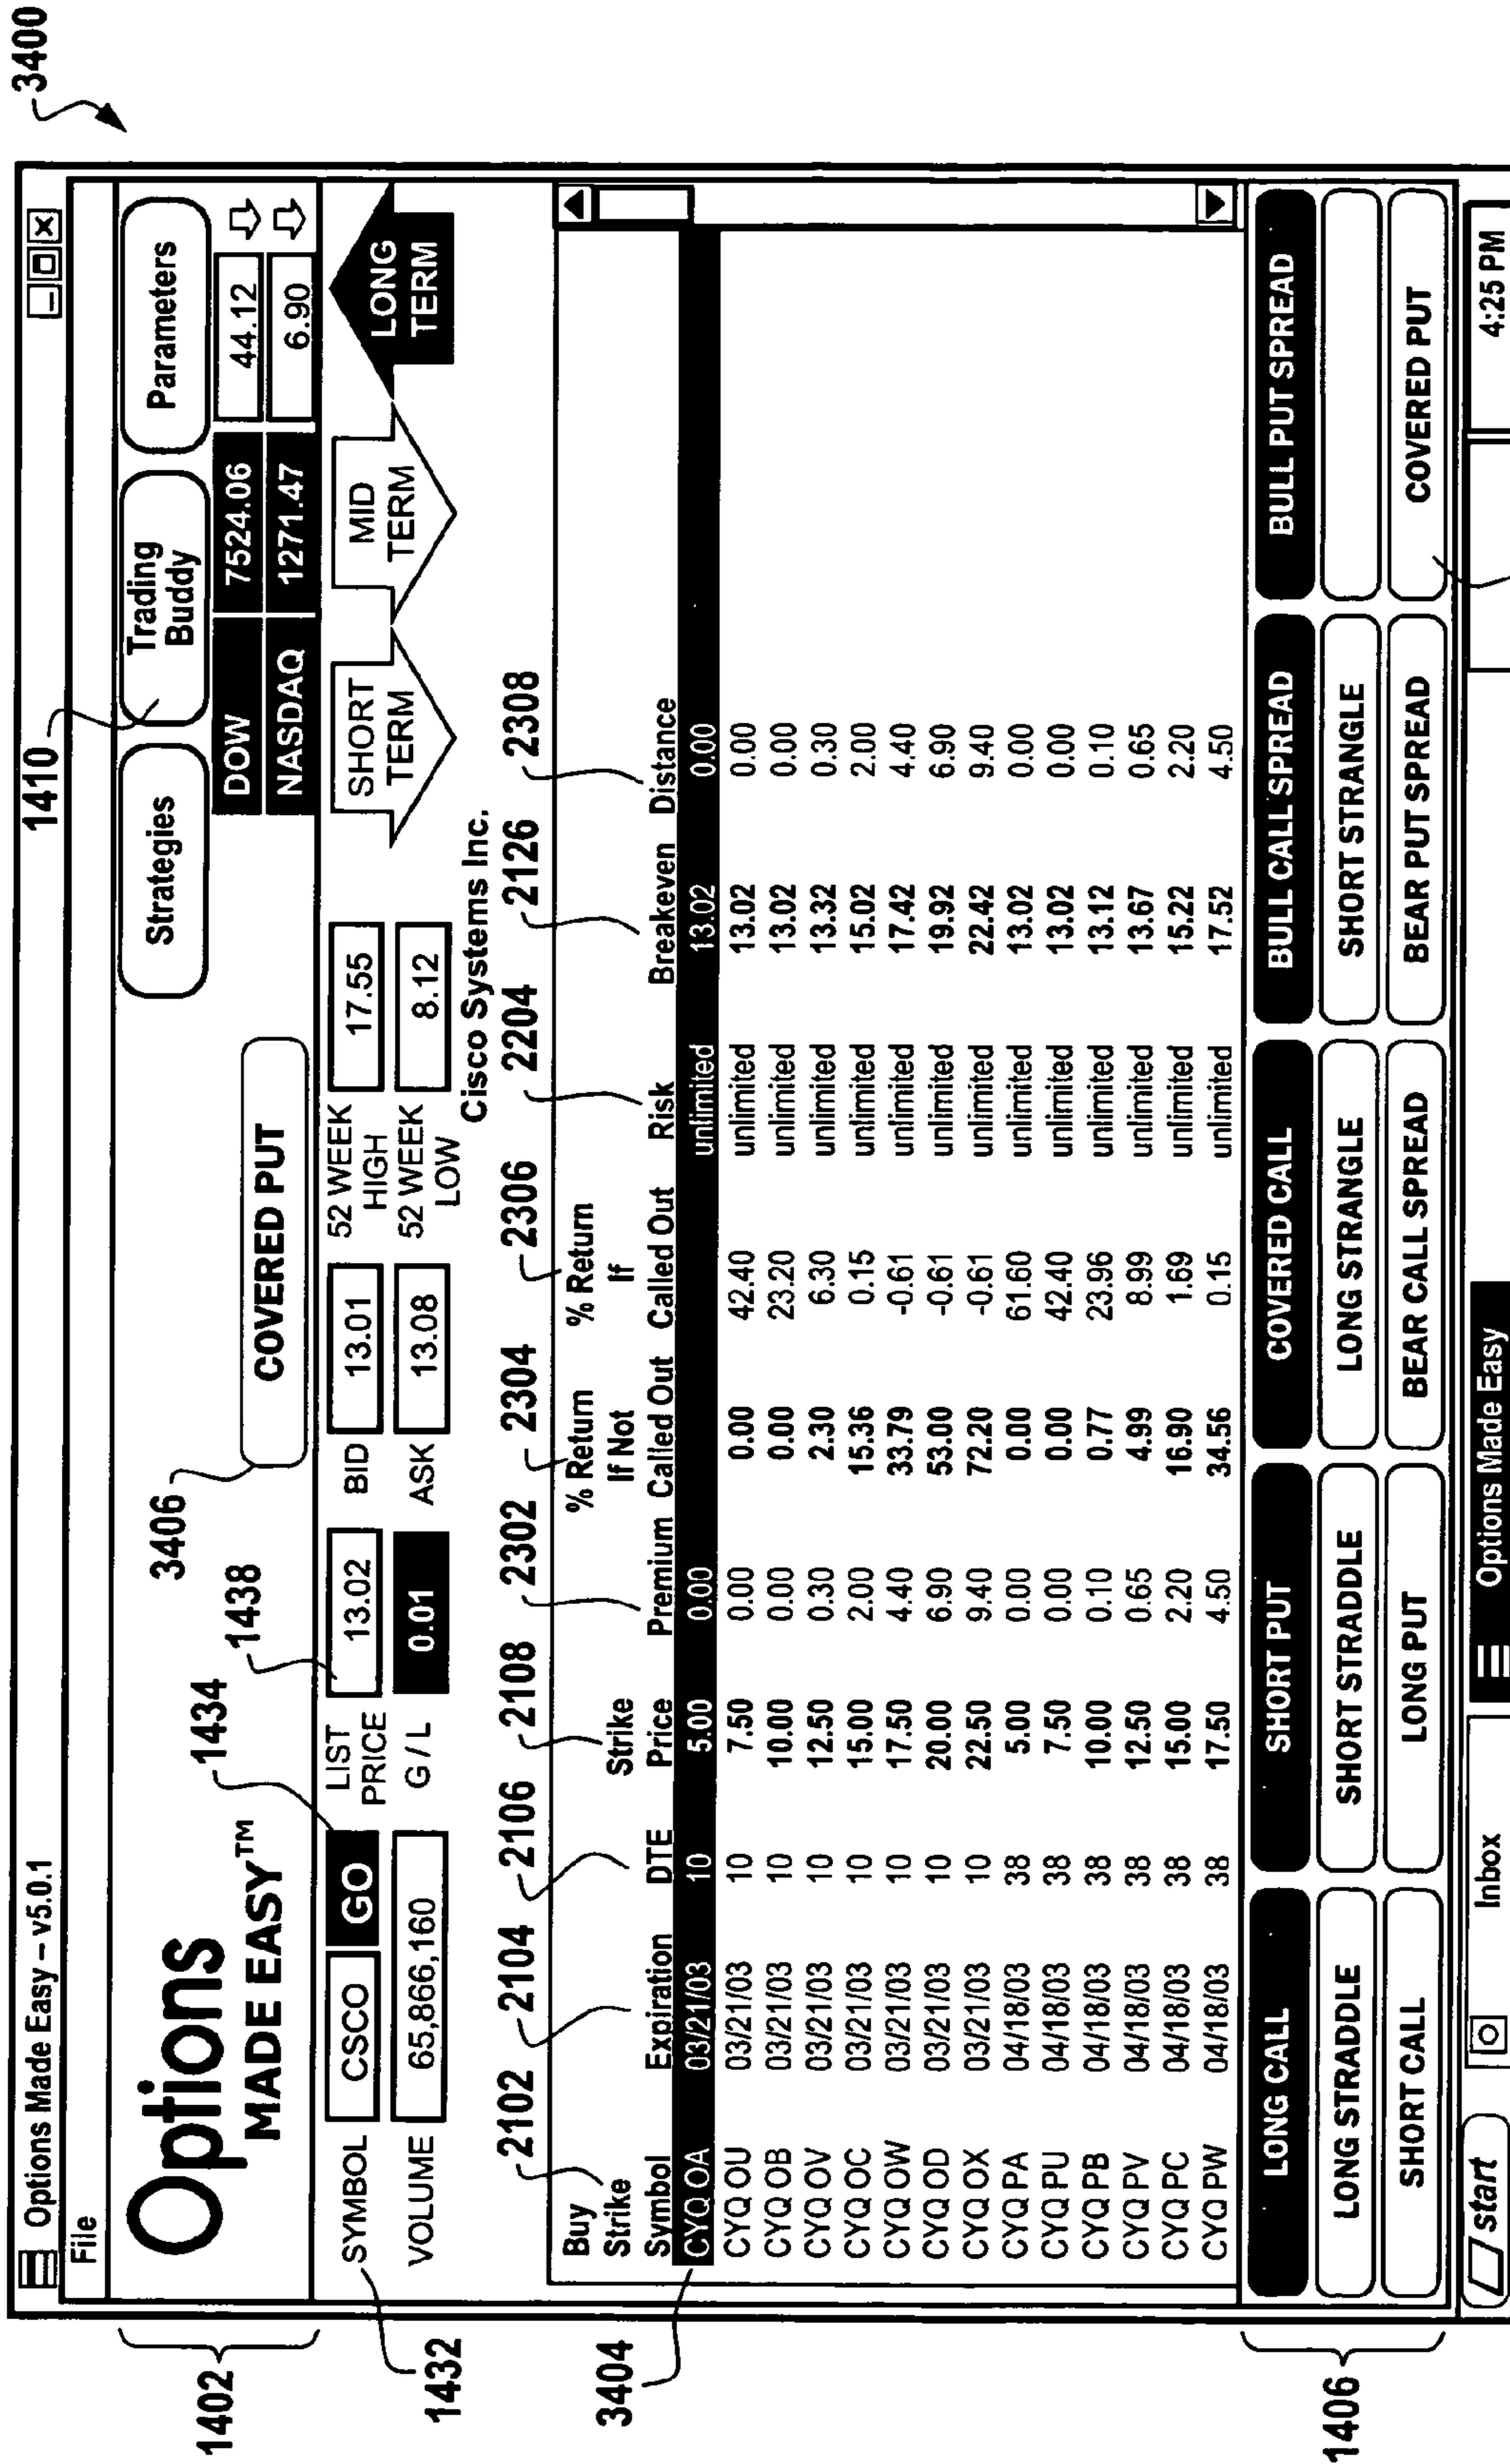 3400
Options Made Easy – v5.0.1
1410
File
Options
MADE EASY™
3406
COVERED PUT
Strategies
Trading
Buddy
Parameters
1402
1434
1438
DOW 7524.06 44.12
NASDAQ 1271.47 6.90
SYMBOL CSCO GO
LIST
PRICE
13.02
BID 13.01
52 WEEK
HIGH
17.55
SHORT
TERM
MID
TERM
LONG
TERM
1432
VOLUME 65,866,160
G / L 0.01
ASK 13.08
52 WEEK
LOW
8.12
Cisco Systems Inc.
2102 2104 2106 2108 2302 2304 2306 2204 2126 2308
Buy
Strike
Symbol
Expiration
DTE
Strike
Price
Premium
% Return
If Not
Called Out
% Return
If
Called Out
Risk
Breakeven
Distance
3404
CYQ OA 03/21/03 10 5.00 0.00 unlimited 13.02 0.00
CYQ OU 03/21/03 10 7.50 0.00 0.00 42.40 unlimited 13.02 0.00
CYQ OB 03/21/03 10 10.00 0.00 0.00 23.20 unlimited 13.02 0.00
CYQ OV 03/21/03 10 12.50 0.30 2.30 6.30 unlimited 13.32 0.30
CYQ OC 03/21/03 10 15.00 2.00 15.36 0.15 unlimited 15.02 2.00
CYQ OW 03/21/03 10 17.50 4.40 33.79 -0.61 unlimited 17.42 4.40
CYQ OD 03/21/03 10 20.00 6.90 53.00 -0.61 unlimited 19.92 6.90
CYQ OX 03/21/03 10 22.50 9.40 72.20 -0.61 unlimited 22.42 9.40
CYQ PA 04/18/03 38 5.00 0.00 0.00 61.60 unlimited 13.02 0.00
CYQ PU 04/18/03 38 7.50 0.00 0.00 42.40 unlimited 13.02 0.00
CYQ PB 04/18/03 38 10.00 0.10 0.77 23.96 unlimited 13.12 0.10
CYQ PV 04/18/03 38 12.50 0.65 4.99 8.99 unlimited 13.67 0.65
CYQ PC 04/18/03 38 15.00 2.20 16.90 1.69 unlimited 15.22 2.20
CYQ PW 04/18/03 38 17.50 4.50 34.56 0.15 unlimited 17.52 4.50
1406
LONG CALL SHORT PUT COVERED CALL BULL CALL SPREAD BULL PUT SPREAD
LONG STRADDLE SHORT STRADDLE LONG STRANGLE SHORT STRANGLE
SHORT CALL LONG PUT BEAR CALL SPREAD BEAR PUT SPREAD COVERED PUT
start Inbox Options Made Easy 4:25 PM